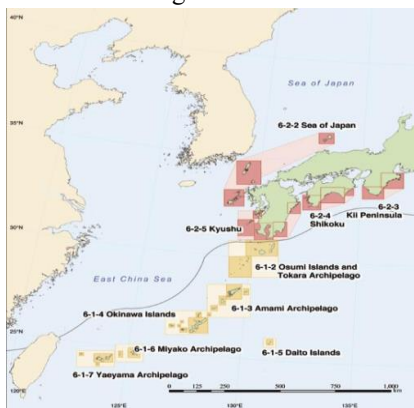 40°N
Sea of Japan
35°N
6-2-2 Sea of Japan
6-2-3
Kii Peninsula
6-2-4
Shikoku
6-2-5 Kyushu
30°N
6-1-2 Osumi Islands and
Tokara Archipelago
East China Sea
6-1-3 Amami Archipelago
6-1-4 Okinawa Islands
25°N
6-1-5 Daito Islands
6-1-6 Miyako Archipelago
6-1-7 Yaeyama Archipelago
0 125 250 500 750 1,000
km
125°E 130°E 135°E